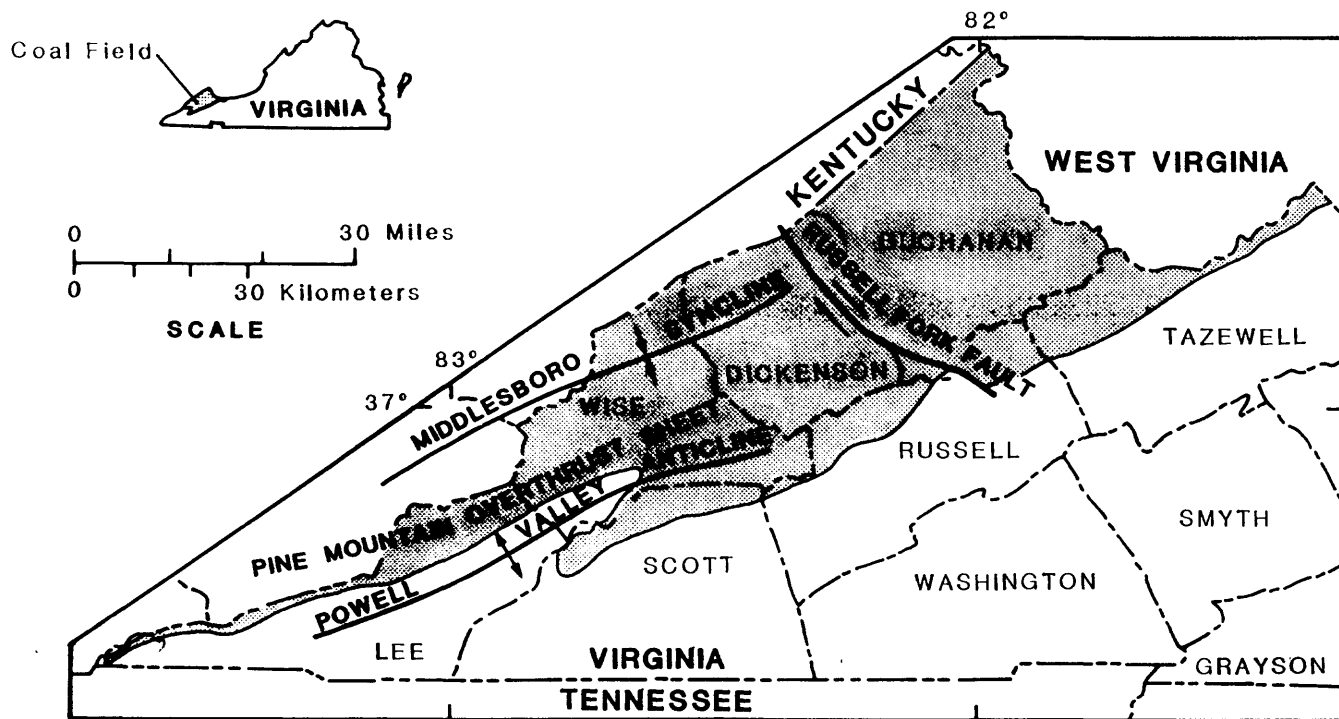 82°
Coal Field
VIRGINIA
KENTUCKY
WEST VIRGINIA
0 30 Miles
0 30 Kilometers
SCALE
BUCHANAN
RUSSELL FORK FAULT
TAZEWELL
MIDDLESBORO SYNCLINE
83°
37°
DICKENSON
WISE
PINE MOUNTAIN OVERTHRUST SHEET
POWELL VALLEY ANTICLINE
RUSSELL
SMYTH
SCOTT
WASHINGTON
LEE
VIRGINIA
GRAYSON
TENNESSEE